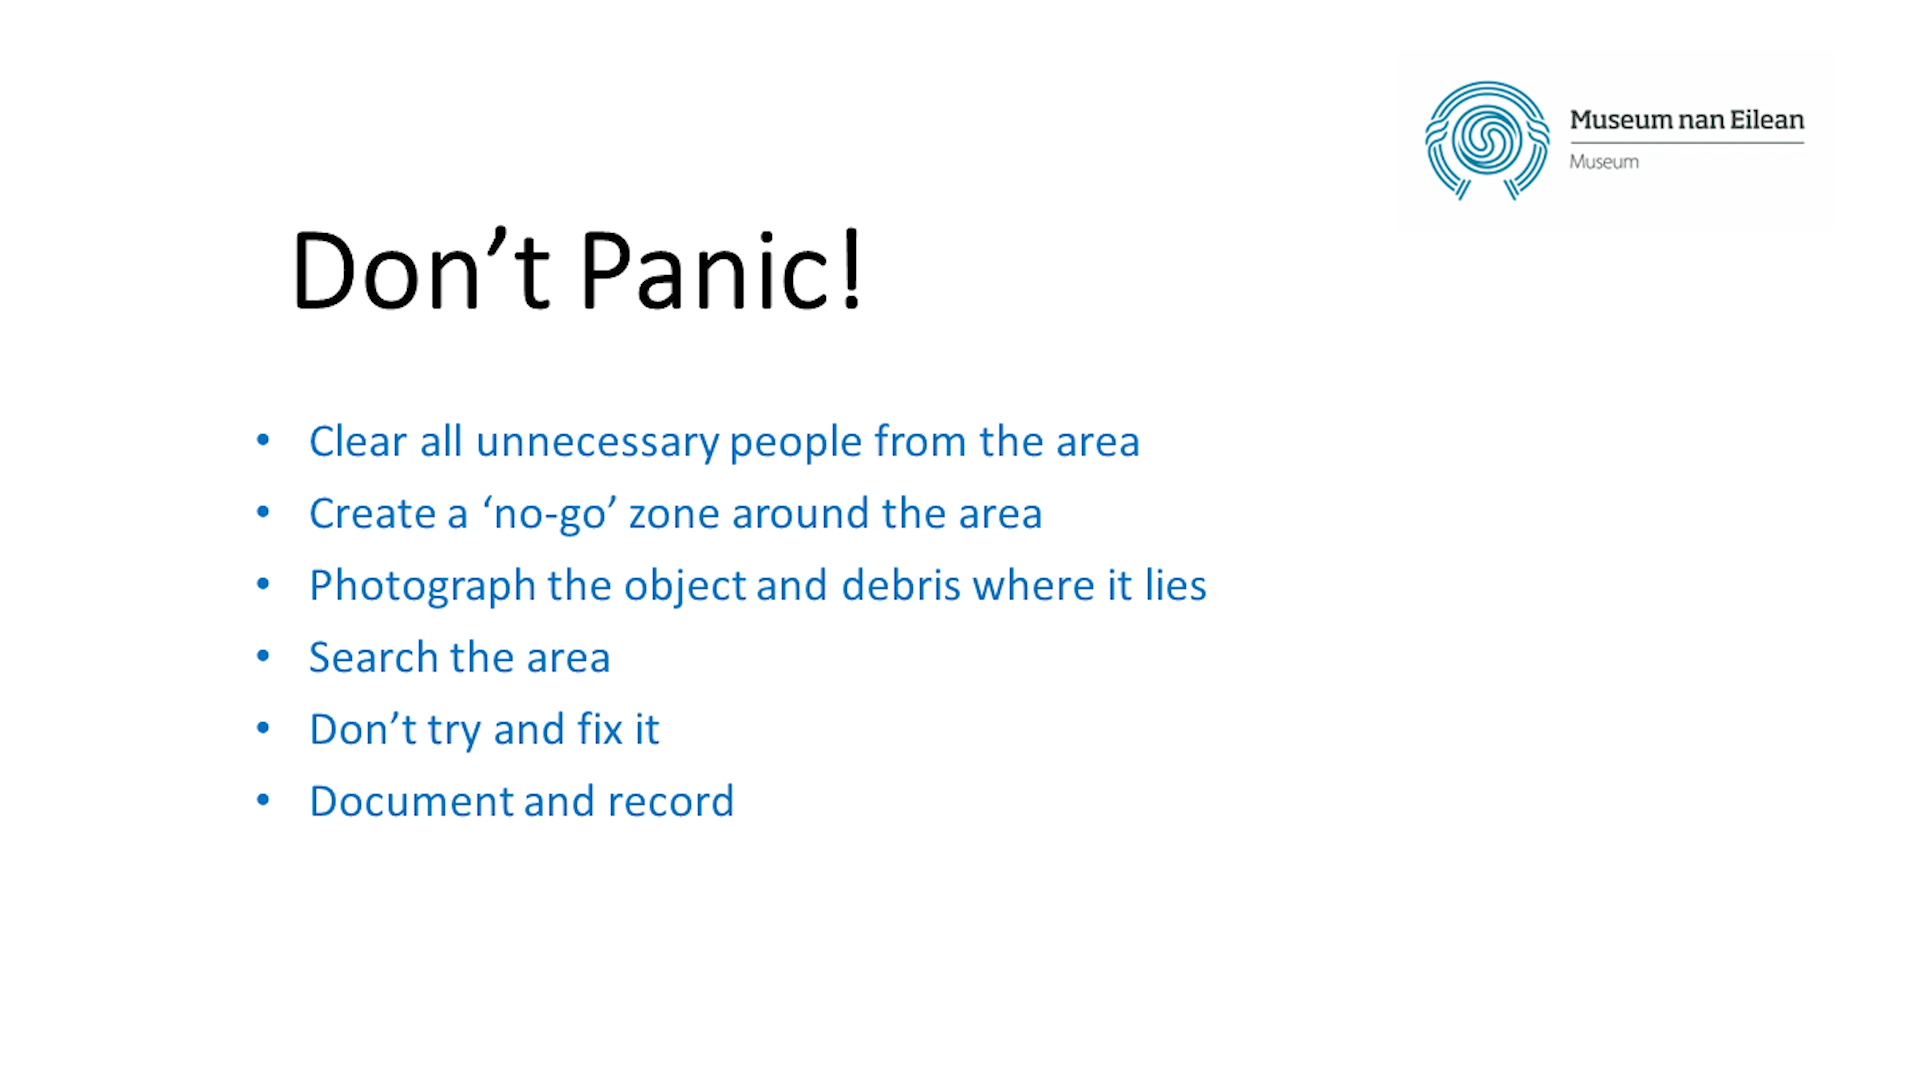 Museum nan Eilean
Museum
Don’t Panic!
• Clear all unnecessary people from the area
• Create a ‘no-go’ zone around the area
• Photograph the object and debris where it lies
• Search the area
• Don’t try and fix it
• Document and record